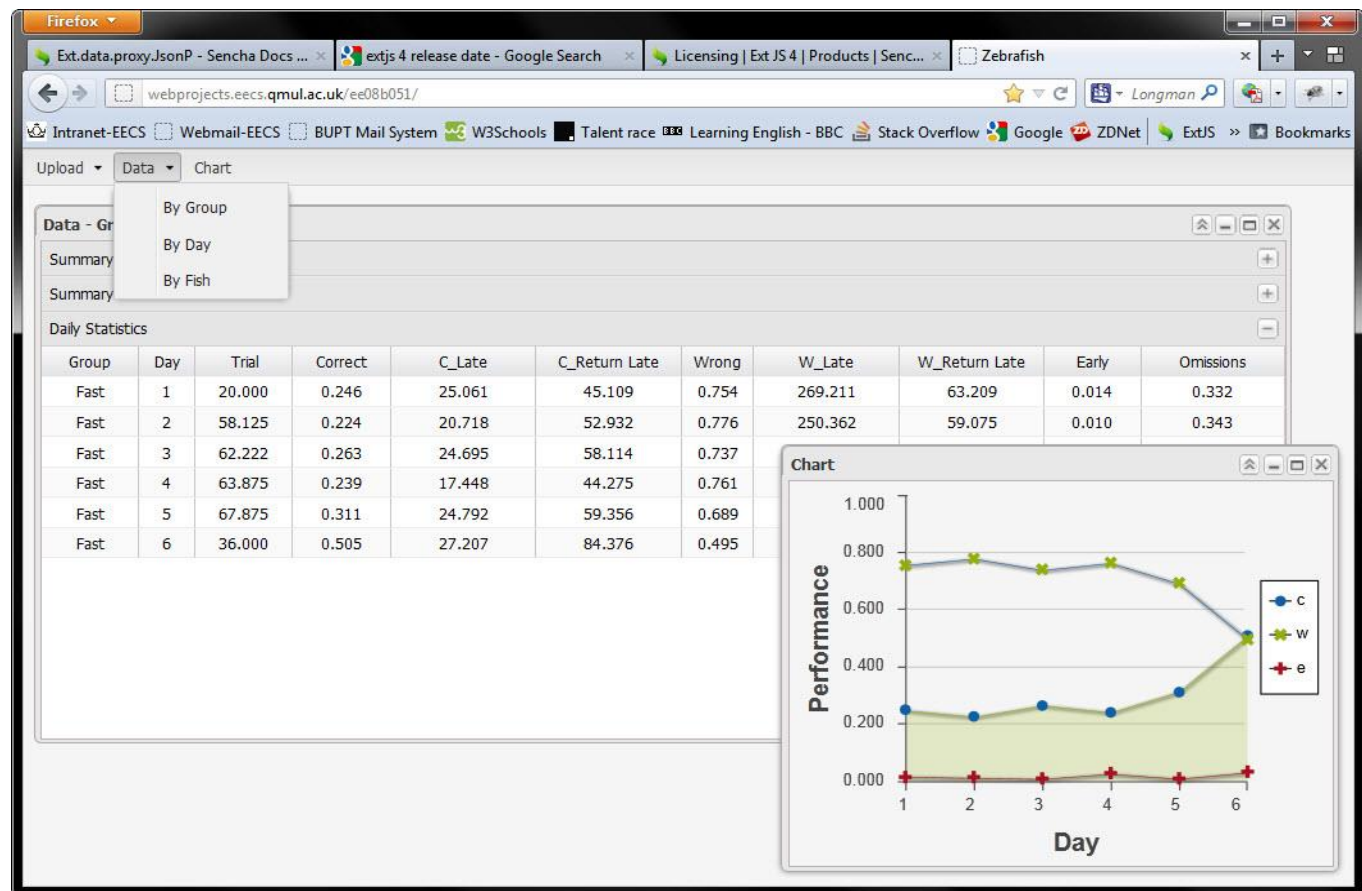 Firefox
Ext.data.proxy.JsonP - Sencha Docs ... extjs 4 release date - Google Search Licensing | Ext JS 4 | Products | Senc... Zebrafish
webprojects.eecs.qmul.ac.uk/ee08b051/ Longman
Intranet-EECS Webmail-EECS BUPT Mail System W3Schools Talent race BBC Learning English - BBC Stack Overflow Google ZDNet ExtJS » Bookmarks
Upload Data Chart
By Group
By Day
By Fish
Data - Gr
Summary
Summary
Daily Statistics
Group Day Trial Correct C_Late C_Return Late Wrong W_Late W_Return Late Early Omissions
Fast 1 20.000 0.246 25.061 45.109 0.754 269.211 63.209 0.014 0.332
Fast 2 58.125 0.224 20.718 52.932 0.776 250.362 59.075 0.010 0.343
Fast 3 62.222 0.263 24.695 58.114 0.737
Fast 4 63.875 0.239 17.448 44.275 0.761
Fast 5 67.875 0.311 24.792 59.356 0.689
Fast 6 36.000 0.505 27.207 84.376 0.495
Chart
Performance
1.000
0.800
0.600
0.400
0.200
0.000
1 2 3 4 5 6
Day
c
w
e